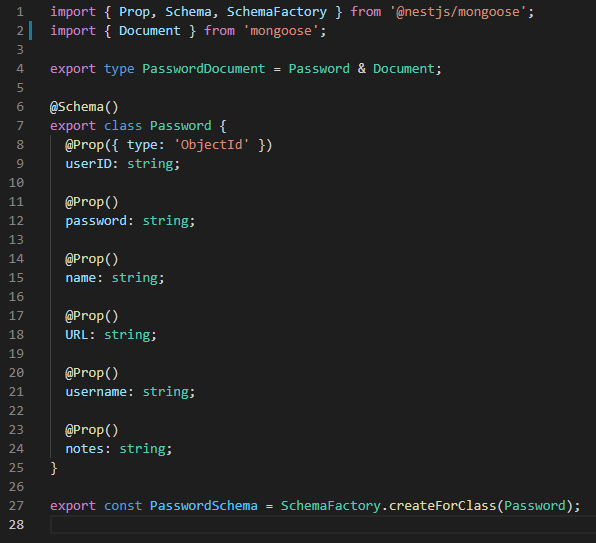 1 import { Prop, Schema, SchemaFactory } from '@nestjs/mongoose';
2 import { Document } from 'mongoose';
3
4 export type PasswordDocument = Password & Document;
5
6 @Schema()
7 export class Password {
8   @Prop({ type: 'ObjectId' })
9   userID: string;
10
11   @Prop()
12   password: string;
13
14   @Prop()
15   name: string;
16
17   @Prop()
18   URL: string;
19
20   @Prop()
21   username: string;
22
23   @Prop()
24   notes: string;
25 }
26
27 export const PasswordSchema = SchemaFactory.createForClass(Password);
28